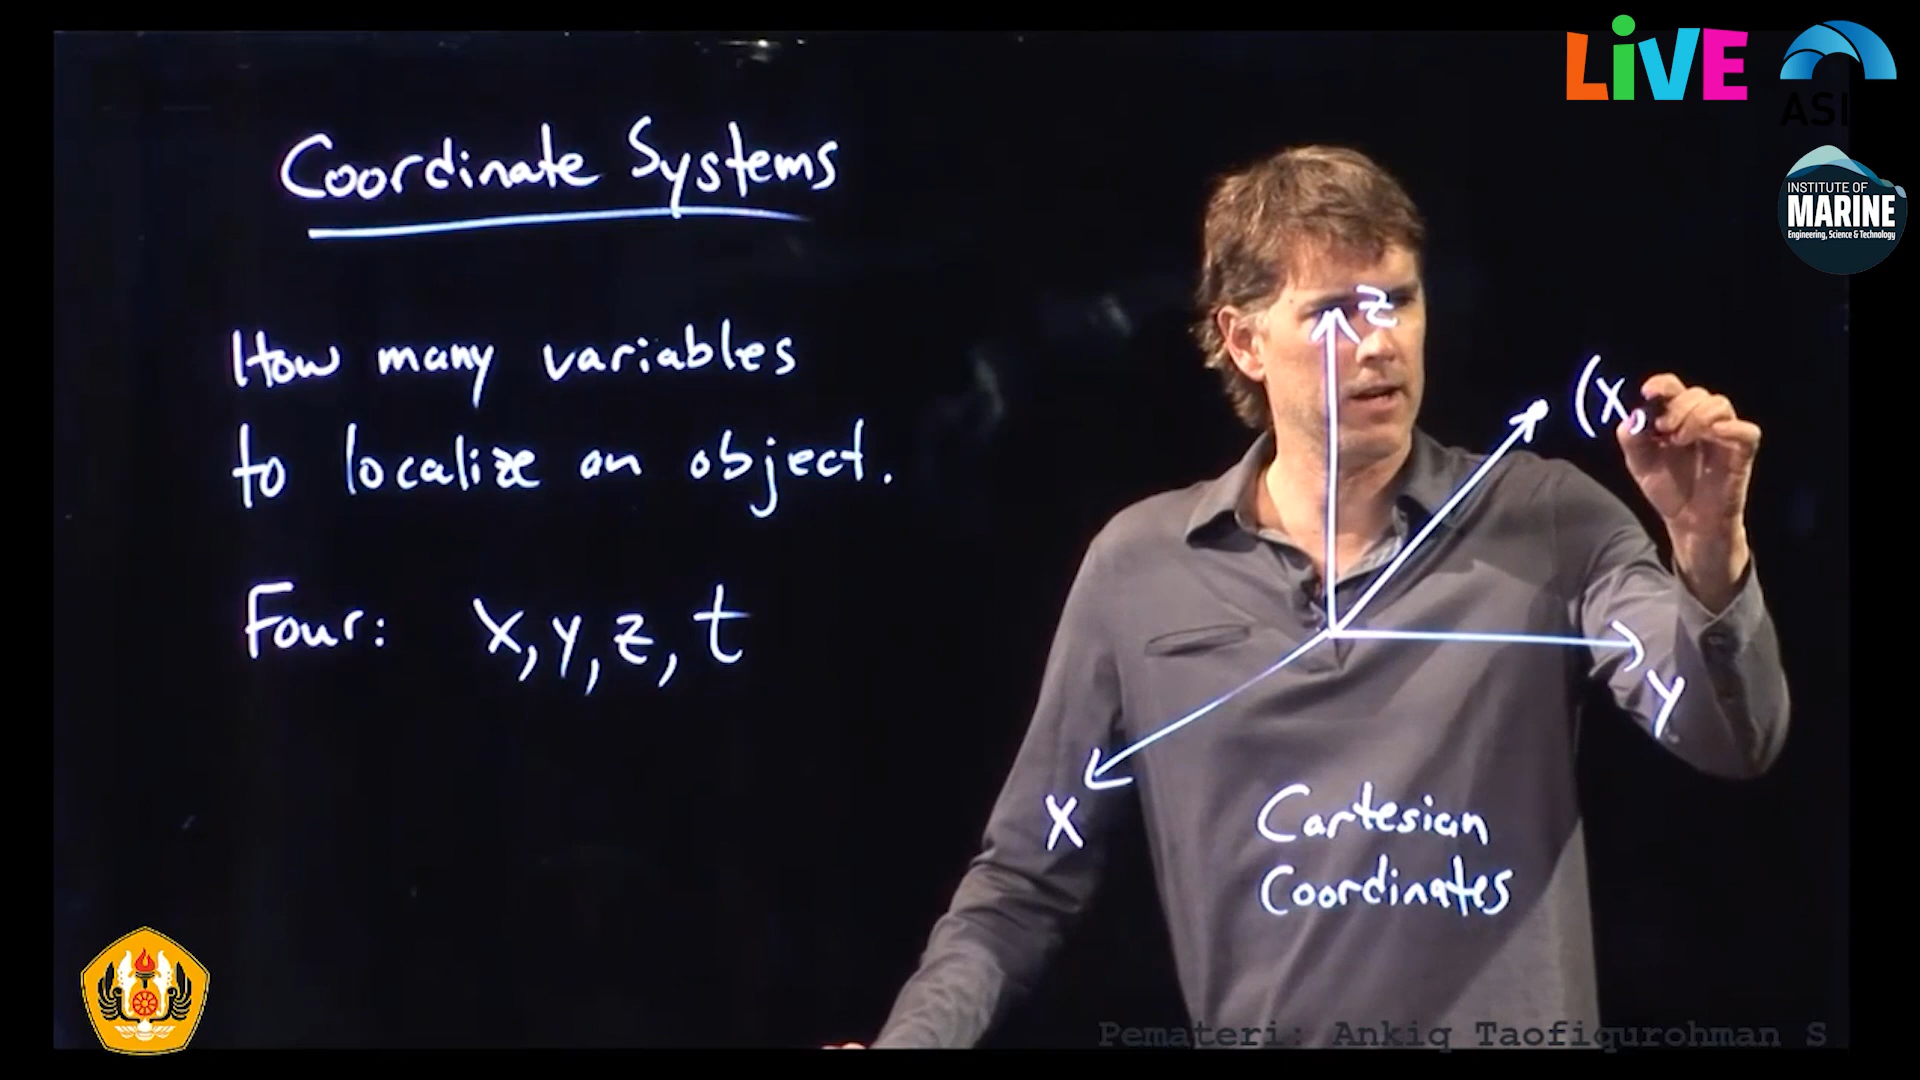 LiVE
ASI
INSTITUTE OF
MARINE
Engineering, Science & Technology
Coordinate Systems
How many variables
to localize an object.
Four: x, y, z, t
z
(x,
y
x
Cartesian
Coordinates
Pemateri: Ankiq Taofiqurohman S